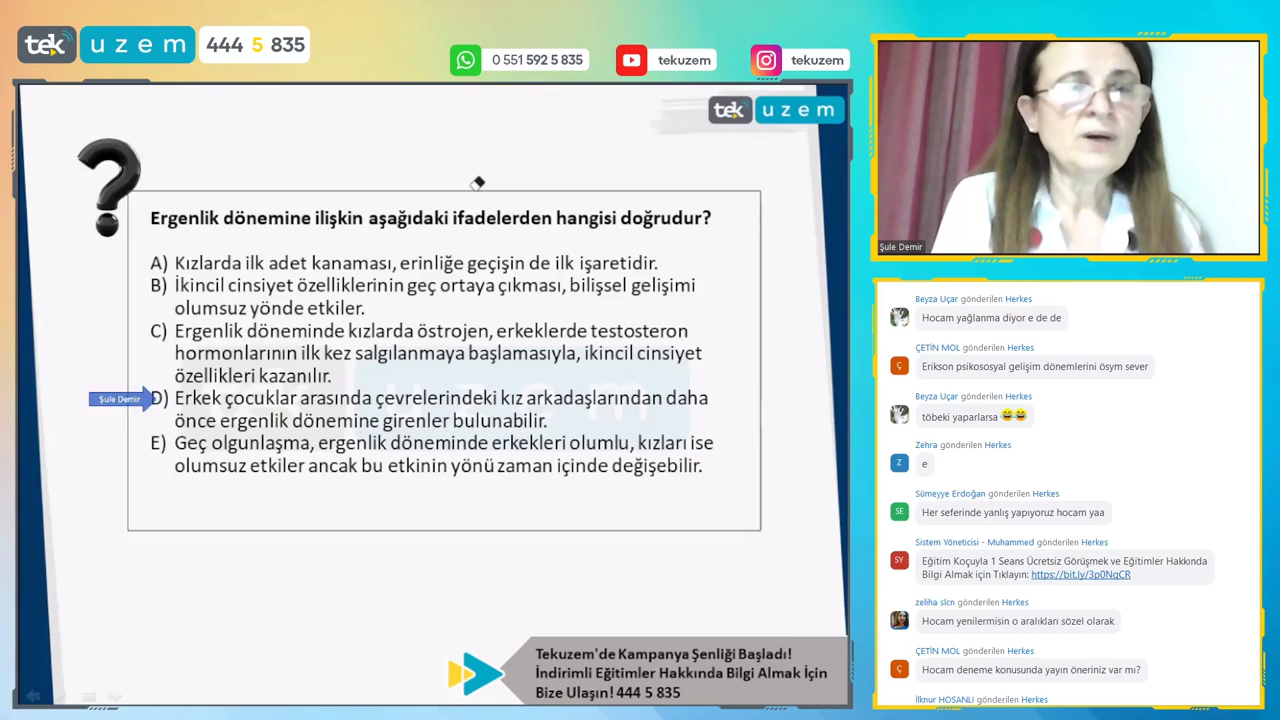 tek uzem 444 5 835
0 551 592 5 835
tekuzem
tekuzem
tek uzem
Ergenlik dönemine ilişkin aşağıdaki ifadelerden hangisi doğrudur?
A) Kızlarda ilk adet kanaması, erinliğe geçişin de ilk işaretidir.
B) İkincil cinsiyet özelliklerinin geç ortaya çıkması, bilişsel gelişimi
olumsuz yönde etkiler.
C) Ergenlik döneminde kızlarda östrojen, erkeklerde testosteron
hormonlarının ilk kez salgılanmaya başlamasıyla, ikincil cinsiyet
özellikleri kazanılır.
Şule Demir
D) Erkek çocuklar arasında çevrelerindeki kız arkadaşlarından daha
önce ergenlik dönemine girenler bulunabilir.
E) Geç olgunlaşma, ergenlik döneminde erkekleri olumlu, kızları ise
olumsuz etkiler ancak bu etkinin yönü zaman içinde değişebilir.
Tekuzem'de Kampanya Şenliği Başladı!
İndirimli Eğitimler Hakkında Bilgi Almak İçin
Bize Ulaşın! 444 5 835
Şule Demir
Beyza Uçar gönderilen Herkes
Hocam yağlanma diyor e de de
ÇETİN MOL gönderilen Herkes
Ç
Erikson psikososyal gelişim dönemlerini ösym sever
Beyza Uçar gönderilen Herkes
töbeki yaparlarsa
Zehra gönderilen Herkes
Z
e
Sümeyye Erdoğan gönderilen Herkes
SE
Her seferinde yanlış yapıyoruz hocam yaa
Sistem Yöneticisi - Muhammed gönderilen Herkes
SY
Eğitim Koçuyla 1 Seans Ücretsiz Görüşmek ve Eğitimler Hakkında
Bilgi Almak için Tıklayın: https://bit.ly/3p0NqCR
zeliha slcn gönderilen Herkes
Hocam yenilermisin o aralıkları sözel olarak
ÇETİN MOL gönderilen Herkes
Ç
Hocam deneme konusunda yayın öneriniz var mı?
İlknur HOSANLI gönderilen Herkes